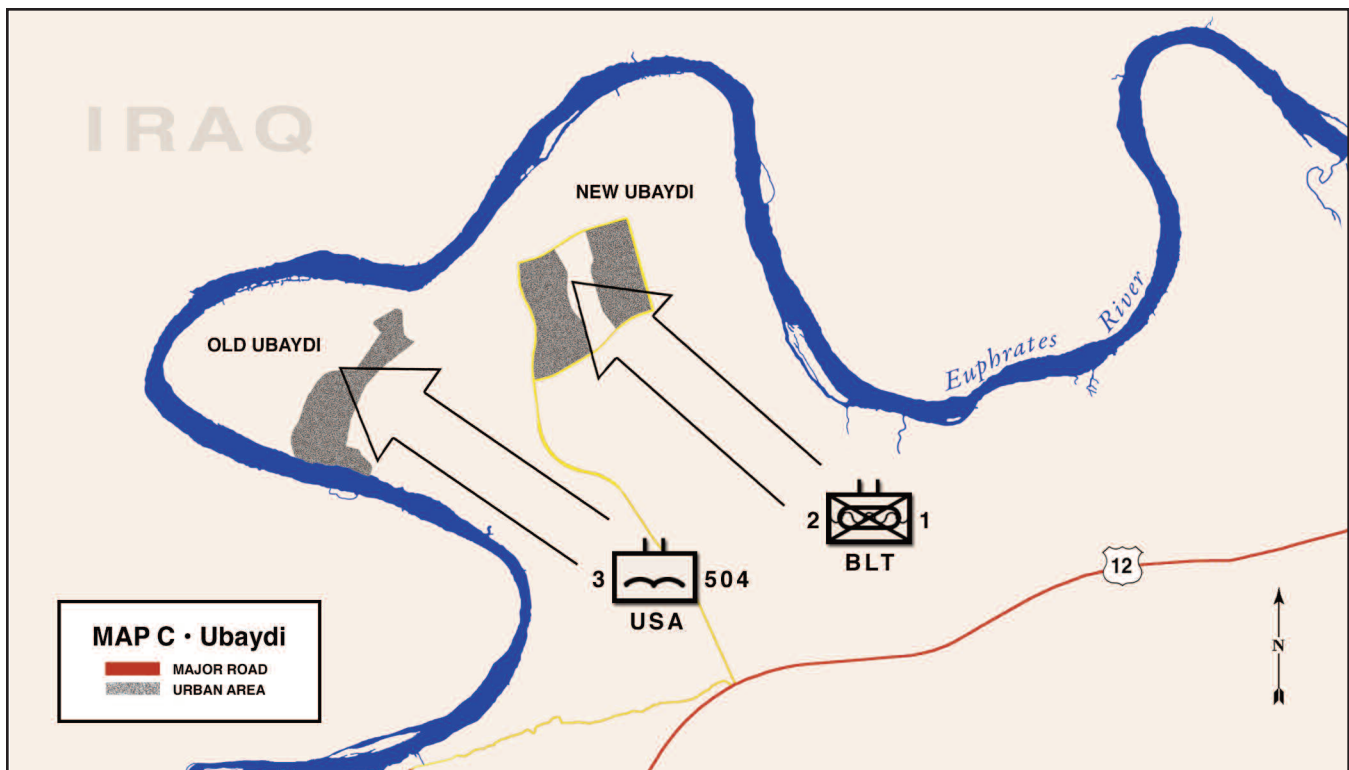 IRAQ
NEW UBAYDI
OLD UBAYDI
Euphrates River
2 1
BLT
3 504
USA
12
N
MAP C • Ubaydi
MAJOR ROAD
URBAN AREA